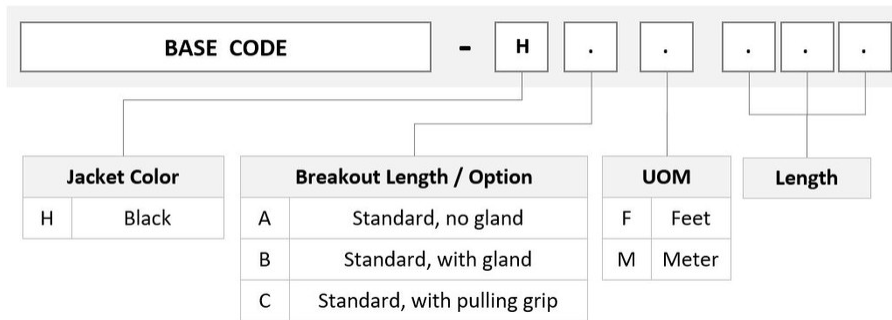 BASE CODE - H . . . . .
Jacket Color
H Black
Breakout Length / Option
A Standard, no gland
B Standard, with gland
C Standard, with pulling grip
UOM
F Feet
M Meter
Length